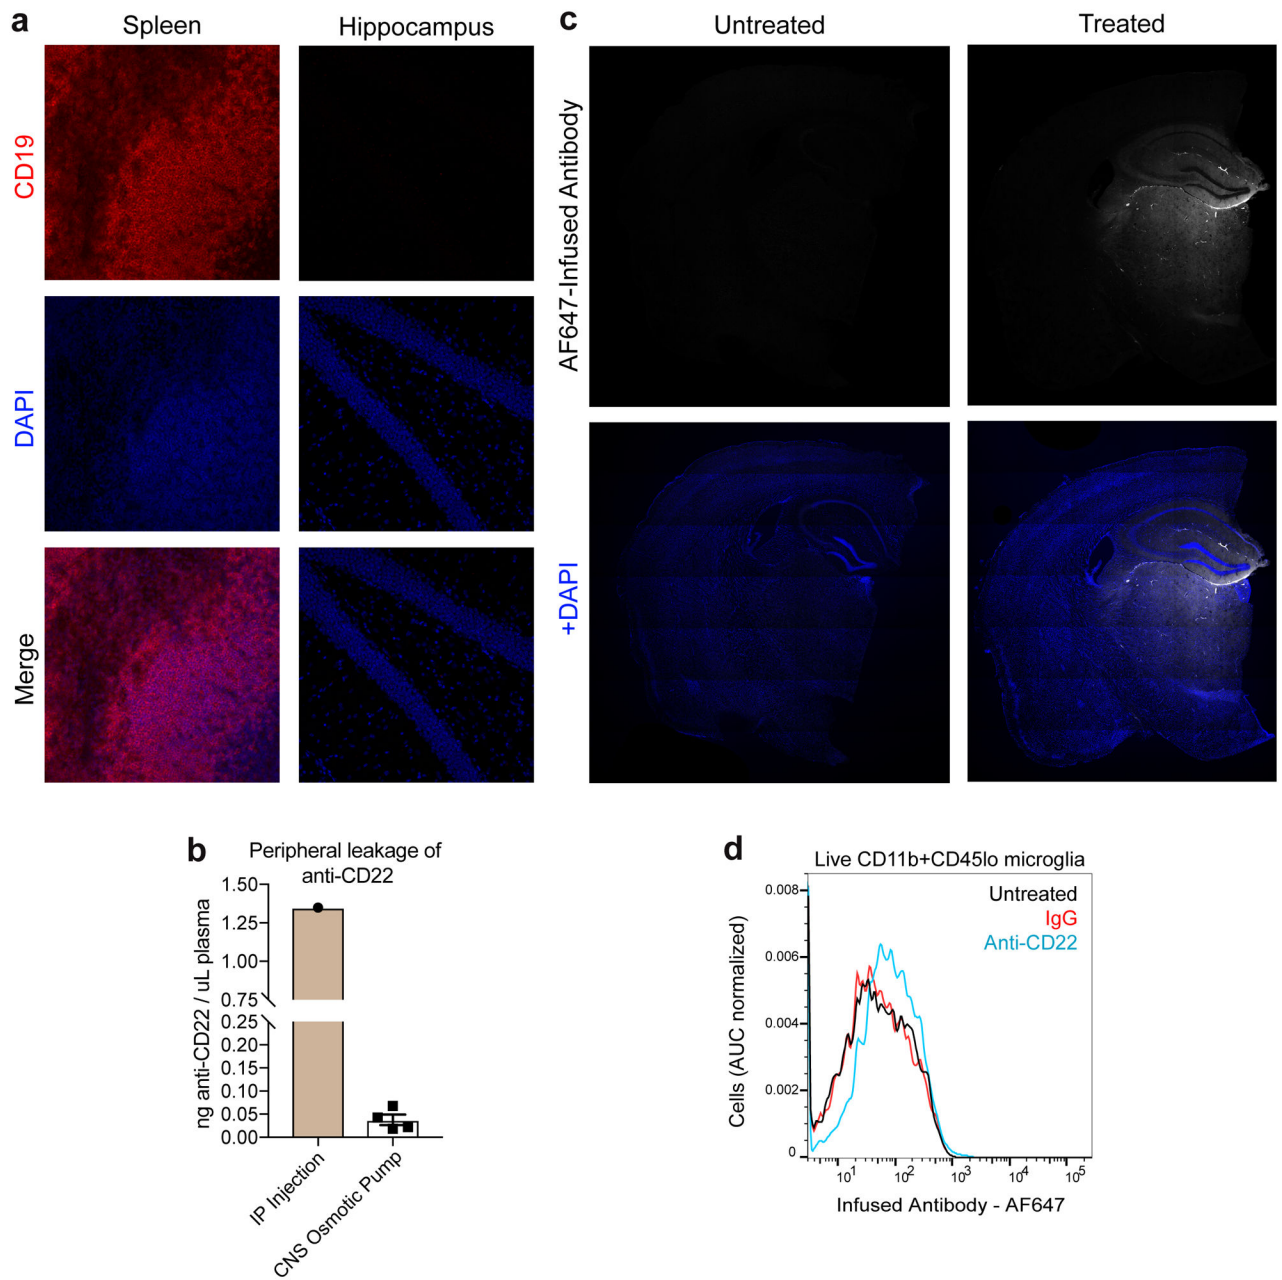 a
Spleen
Hippocampus
CD19
DAPI
Merge
c
Untreated
Treated
AF647-Infused Antibody
+DAPI
b
Peripheral leakage of
anti-CD22
ng anti-CD22 / uL plasma
1.50
1.25
1.00
0.75
0.25
0.20
0.15
0.10
0.05
0.00
IP Injection
CNS Osmotic Pump
d
Live CD11b+CD45lo microglia
Untreated
IgG
Anti-CD22
Cells (AUC normalized)
0.008
0.006
0.004
0.002
0
10¹ 10² 10³ 10⁴ 10⁵
Infused Antibody - AF647